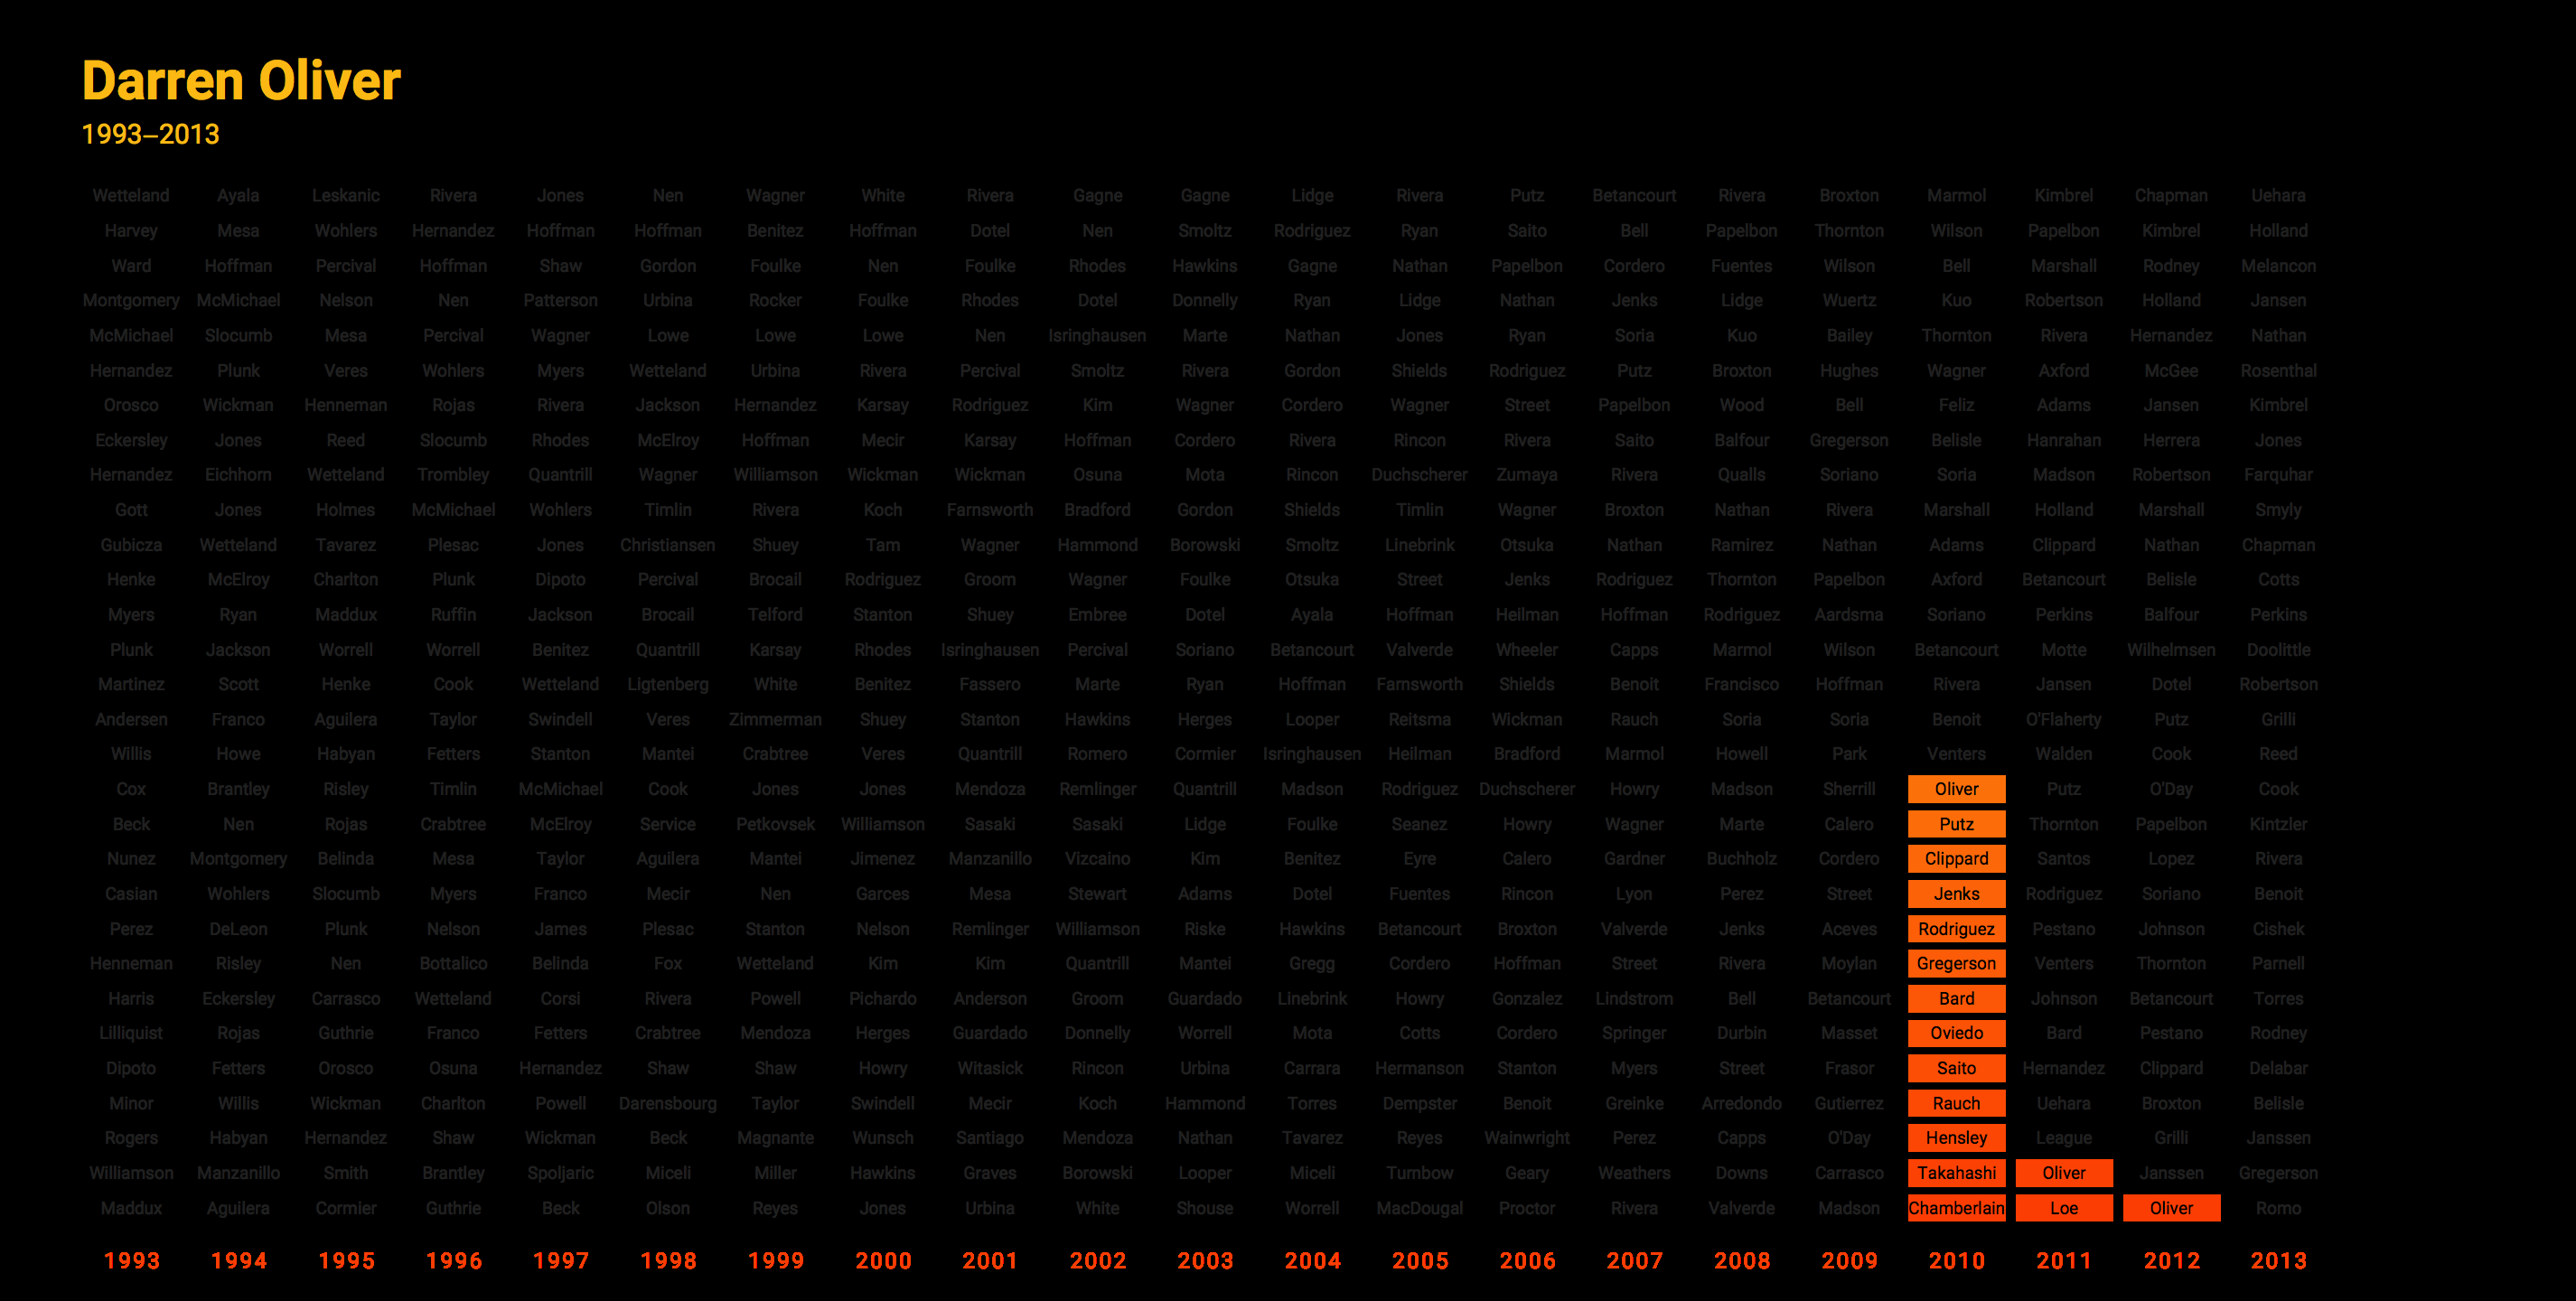 Darren Oliver
1993–2013
Wetteland Ayala Leskanic Rivera Jones Nen Wagner White Rivera Gagne Gagne Lidge Rivera Putz Betancourt Rivera Broxton Marmol Kimbrel Chapman Uehara
Harvey Mesa Wohlers Hernandez Hoffman Hoffman Benitez Hoffman Dotel Nen Smoltz Rodriguez Ryan Saito Bell Papelbon Thornton Wilson Papelbon Kimbrel Holland
Ward Hoffman Percival Hoffman Shaw Gordon Foulke Nen Foulke Rhodes Hawkins Gagne Nathan Papelbon Cordero Fuentes Wilson Bell Marshall Rodney Melancon
Montgomery McMichael Nelson Nen Patterson Urbina Rocker Foulke Rhodes Dotel Donnelly Ryan Lidge Nathan Jenks Lidge Wuertz Kuo Robertson Holland Jansen
McMichael Slocumb Mesa Percival Wagner Lowe Lowe Lowe Nen Isringhausen Marte Nathan Jones Ryan Soria Kuo Bailey Thornton Rivera Hernandez Nathan
Hernandez Plunk Veres Wohlers Myers Wetteland Urbina Rivera Percival Smoltz Rivera Gordon Shields Rodriguez Putz Broxton Hughes Wagner Axford McGee Rosenthal
Orosco Wickman Henneman Rojas Rivera Jackson Hernandez Karsay Rodriguez Kim Wagner Cordero Wagner Street Papelbon Wood Bell Feliz Adams Jansen Kimbrel
Eckersley Jones Reed Slocumb Rhodes McElroy Hoffman Mecir Karsay Hoffman Cordero Rivera Rincon Rivera Saito Balfour Gregerson Belisle Hanrahan Herrera Jones
Hernandez Eichhorn Wetteland Trombley Quantrill Wagner Williamson Wickman Wickman Osuna Mota Rincon Duchscherer Zumaya Rivera Qualls Soriano Soria Madson Robertson Farquhar
Gott Jones Holmes McMichael Wohlers Timlin Rivera Koch Farnsworth Bradford Gordon Shields Timlin Wagner Broxton Nathan Rivera Marshall Holland Marshall Smyly
Gubicza Wetteland Tavarez Plesac Jones Christiansen Shuey Tam Wagner Hammond Borowski Smoltz Linebrink Otsuka Nathan Ramirez Nathan Adams Clippard Nathan Chapman
Henke McElroy Charlton Plunk Dipoto Percival Brocail Rodriguez Groom Wagner Foulke Otsuka Street Jenks Rodriguez Thornton Papelbon Axford Betancourt Belisle Cotts
Myers Ryan Maddux Ruffin Jackson Brocail Telford Stanton Shuey Embree Dotel Ayala Hoffman Heilman Hoffman Rodriguez Aardsma Soriano Perkins Balfour Perkins
Plunk Jackson Worrell Worrell Benitez Quantrill Karsay Rhodes Isringhausen Percival Soriano Betancourt Valverde Wheeler Capps Marmol Wilson Betancourt Motte Wilhelmsen Doolittle
Martinez Scott Henke Cook Wetteland Ligtenberg White Benitez Fassero Marte Ryan Hoffman Farnsworth Shields Benoit Francisco Hoffman Rivera Jansen Dotel Robertson
Andersen Franco Aguilera Taylor Swindell Veres Zimmerman Shuey Stanton Hawkins Herges Looper Reitsma Wickman Rauch Soria Soria Benoit O'Flaherty Putz Grilli
Willis Howe Habyan Fetters Stanton Mantei Crabtree Veres Quantrill Romero Cormier Isringhausen Heilman Bradford Marmol Howell Park Venters Walden Cook Reed
Cox Brantley Risley Timlin McMichael Cook Jones Jones Mendoza Remlinger Quantrill Madson Rodriguez Duchscherer Howry Madson Sherrill Oliver Putz O'Day Cook
Beck Nen Rojas Crabtree McElroy Service Petkovsek Williamson Sasaki Sasaki Lidge Foulke Seanez Howry Wagner Marte Calero Putz Thornton Papelbon Kintzler
Nunez Montgomery Belinda Mesa Taylor Aguilera Mantei Jimenez Manzanillo Vizcaino Kim Benitez Eyre Calero Gardner Buchholz Cordero Clippard Santos Lopez Rivera
Casian Wohlers Slocumb Myers Franco Mecir Nen Garces Mesa Stewart Adams Dotel Fuentes Rincon Lyon Perez Street Jenks Rodriguez Soriano Benoit
Perez DeLeon Plunk Nelson James Plesac Stanton Nelson Remlinger Williamson Riske Hawkins Betancourt Broxton Valverde Jenks Aceves Rodriguez Pestano Johnson Cishek
Henneman Risley Nen Bottalico Belinda Fox Wetteland Kim Kim Quantrill Mantei Gregg Cordero Hoffman Street Rivera Moylan Gregerson Venters Thornton Parnell
Harris Eckersley Carrasco Wetteland Corsi Rivera Powell Pichardo Anderson Groom Guardado Linebrink Howry Gonzalez Lindstrom Bell Betancourt Bard Johnson Betancourt Torres
Lilliquist Rojas Guthrie Franco Fetters Crabtree Mendoza Herges Guardado Donnelly Worrell Mota Cotts Cordero Springer Durbin Masset Oviedo Bard Pestano Rodney
Dipoto Fetters Orosco Osuna Hernandez Shaw Shaw Howry Witasick Rincon Urbina Carrara Hermanson Stanton Myers Street Frasor Saito Hernandez Clippard Delabar
Minor Willis Wickman Charlton Powell Darensbourg Taylor Swindell Mecir Koch Hammond Torres Dempster Benoit Greinke Arredondo Gutierrez Rauch Uehara Broxton Belisle
Rogers Habyan Hernandez Shaw Wickman Beck Magnante Wunsch Santiago Mendoza Nathan Tavarez Reyes Wainwright Perez Capps O'Day Hensley League Grilli Janssen
Williamson Manzanillo Smith Brantley Spoljaric Miceli Miller Hawkins Graves Borowski Looper Miceli Turnbow Geary Weathers Downs Carrasco Takahashi Oliver Janssen Gregerson
Maddux Aguilera Cormier Guthrie Beck Olson Reyes Jones Urbina White Shouse Worrell MacDougal Proctor Rivera Valverde Madson Chamberlain Loe Oliver Romo
1993 1994 1995 1996 1997 1998 1999 2000 2001 2002 2003 2004 2005 2006 2007 2008 2009 2010 2011 2012 2013